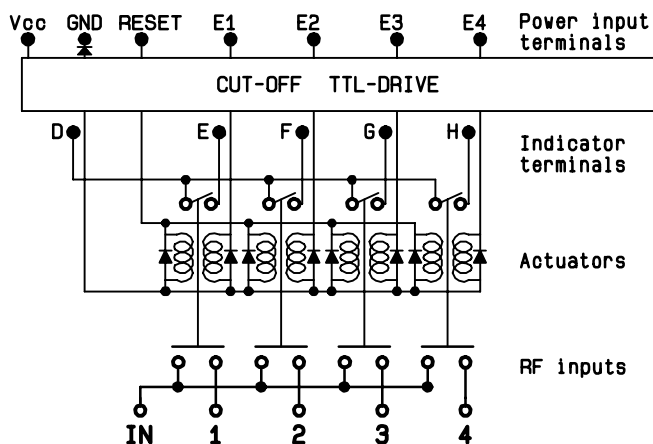 Vcc GND RESET E1 E2 E3 E4 Power input
terminals
CUT-OFF TTL-DRIVE
D E F G H Indicator
terminals
Actuators
RF inputs
IN 1 2 3 4